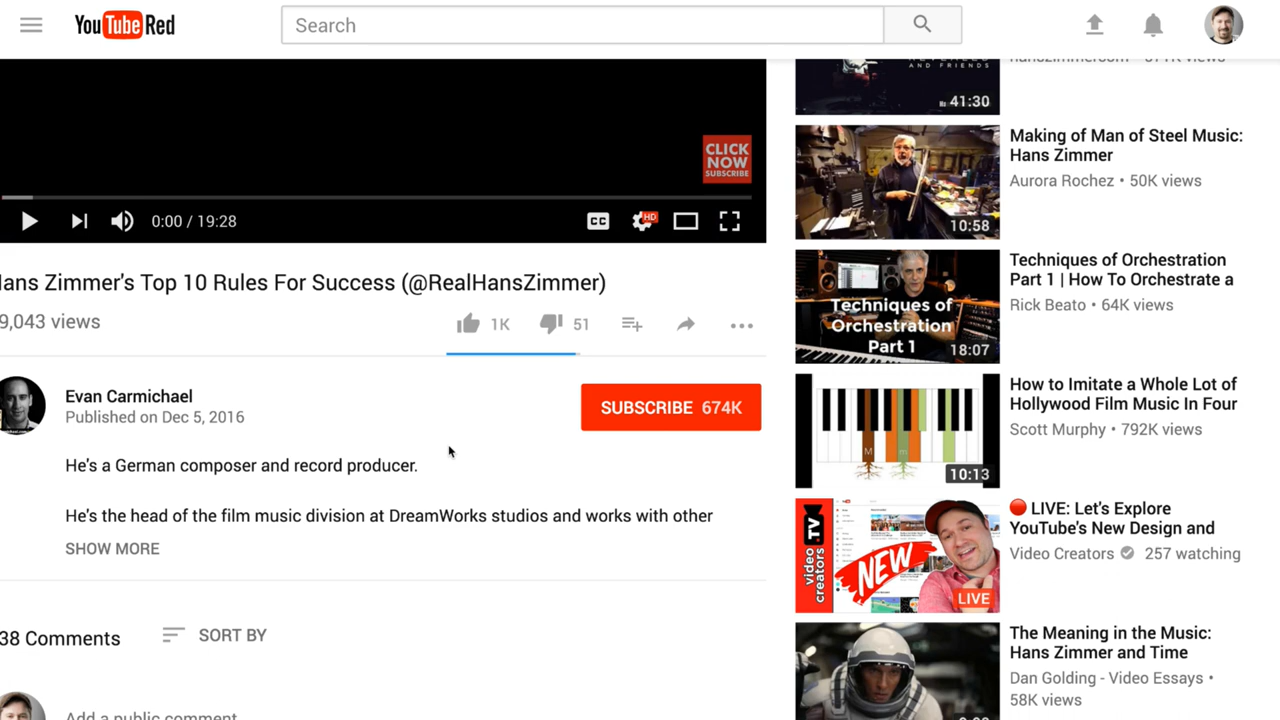 YouTube Red
Search
CLICK
NOW
SUBSCRIBE
0:00 / 19:28
CC
HD
ans Zimmer's Top 10 Rules For Success (@RealHansZimmer)
9,043 views
1K
51
Evan Carmichael
Published on Dec 5, 2016
SUBSCRIBE 674K
He's a German composer and record producer.
He's the head of the film music division at DreamWorks studios and works with other
SHOW MORE
38 Comments
SORT BY
Add a public comment
AND FRIENDS
41:30
Making of Man of Steel Music:
Hans Zimmer
Aurora Rochez • 50K views
10:58
Techniques of Orchestration
Part 1 | How To Orchestrate a
Rick Beato • 64K views
Techniques of
Orchestration
Part 1
18:07
How to Imitate a Whole Lot of
Hollywood Film Music In Four
Scott Murphy • 792K views
M
m
10:13
LIVE: Let's Explore
YouTube's New Design and
Video Creators 257 watching
video
creators
.TV
NEW
LIVE
The Meaning in the Music:
Hans Zimmer and Time
Dan Golding - Video Essays •
58K views